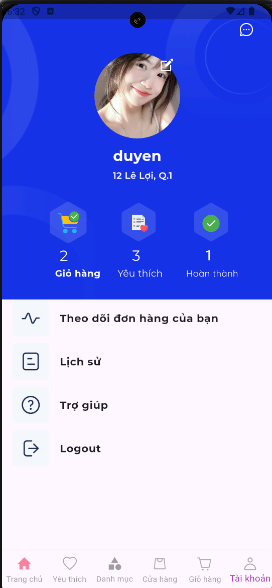 6:32
duyen
12 Lê Lợi, Q.1
2 3 1
Giỏ hàng Yêu thích Hoàn thành
Theo dõi đơn hàng của bạn
Lịch sử
Trợ giúp
Logout
Trang chủ Yêu thích Danh mục Cửa hàng Giỏ hàng Tài khoản